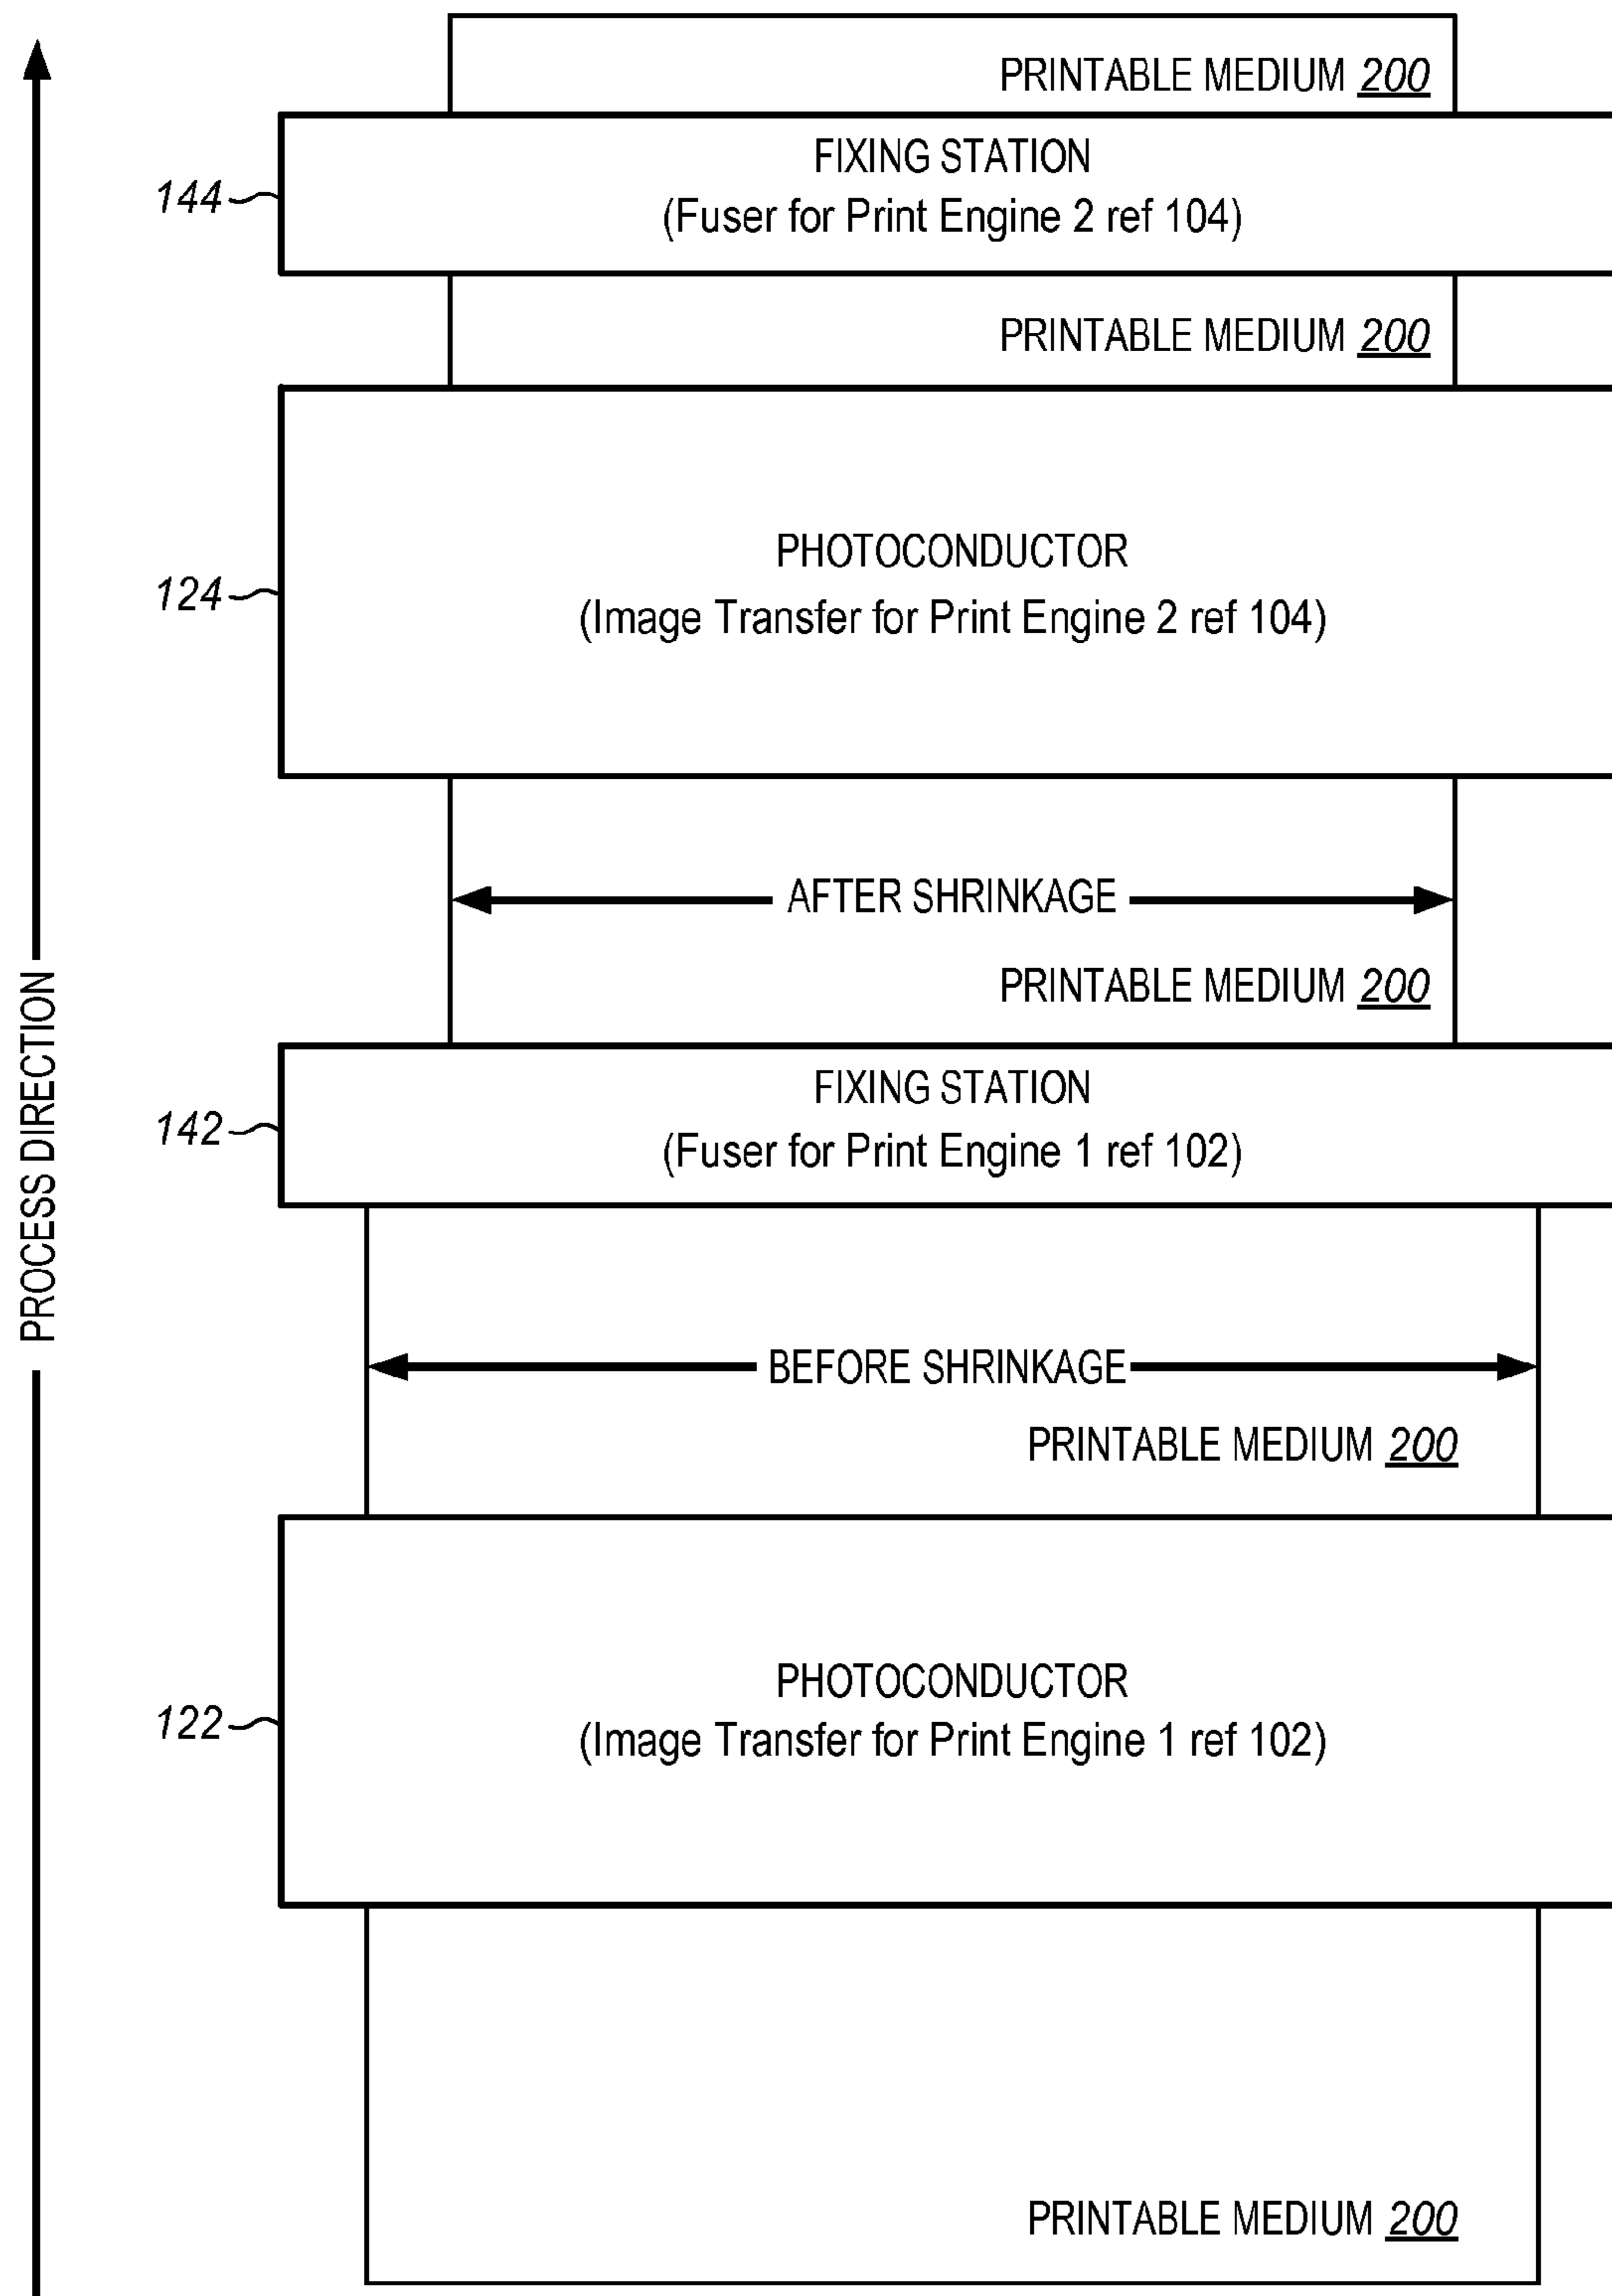 PRINTABLE MEDIUM 200
FIXING STATION
144
(Fuser for Print Engine 2 ref 104)
PRINTABLE MEDIUM 200
PHOTOCONDUCTOR
124
(Image Transfer for Print Engine 2 ref 104)
AFTER SHRINKAGE
PRINTABLE MEDIUM 200
PROCESS DIRECTION
FIXING STATION
142
(Fuser for Print Engine 1 ref 102)
BEFORE SHRINKAGE
PRINTABLE MEDIUM 200
PHOTOCONDUCTOR
122
(Image Transfer for Print Engine 1 ref 102)
PRINTABLE MEDIUM 200